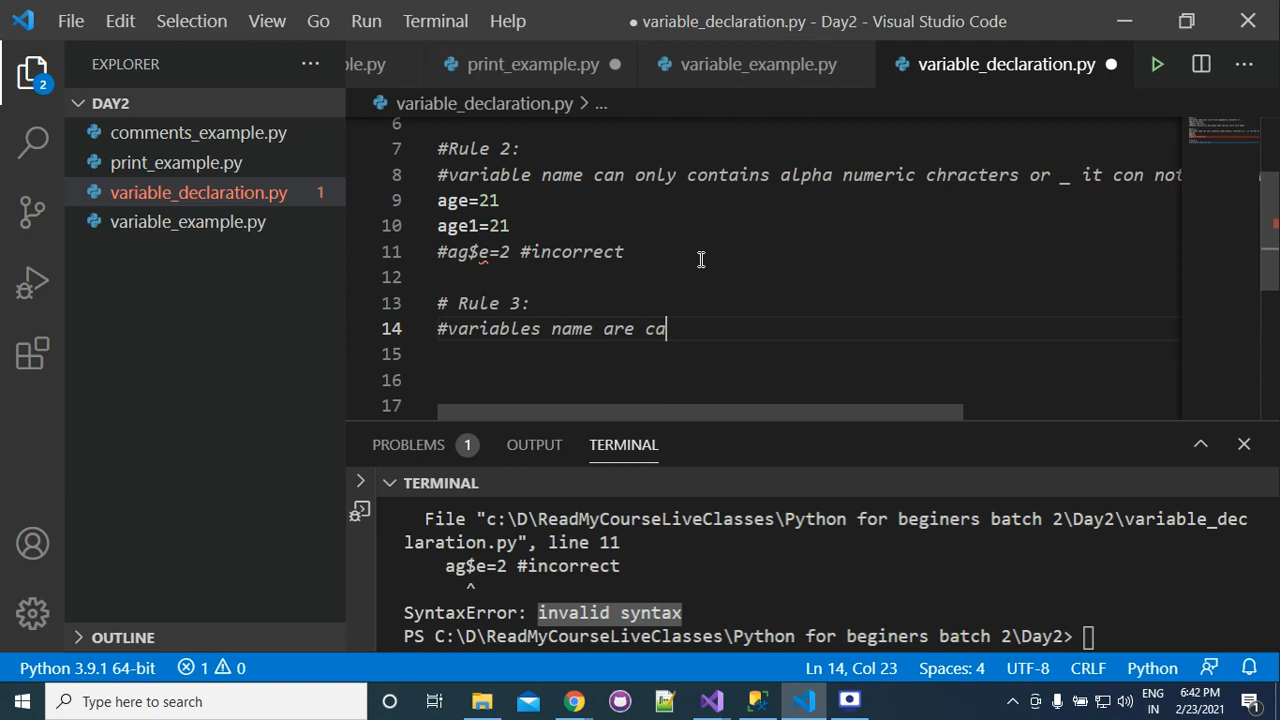 File Edit Selection View Go Run Terminal Help ● variable_declaration.py - Day2 - Visual Studio Code
EXPLORER ple.py print_example.py variable_example.py variable_declaration.py
2
DAY2 variable_declaration.py > ...
comments_example.py
print_example.py
variable_declaration.py 1
variable_example.py
6
7 #Rule 2:
8 #variable name can only contains alpha numeric chracters or _ it con not
9 age=21
10 age1=21
11 #ag$e=2 #incorrect
12
13 # Rule 3:
14 #variables name are ca
15
16
17
PROBLEMS 1 OUTPUT TERMINAL
TERMINAL
File "c:\D\ReadMyCourseLiveClasses\Python for beginers batch 2\Day2\variable_dec
laration.py", line 11
ag$e=2 #incorrect
^
SyntaxError: invalid syntax
PS C:\D\ReadMyCourseLiveClasses\Python for beginers batch 2\Day2>
OUTLINE
Python 3.9.1 64-bit 1 0 Ln 14, Col 23 Spaces: 4 UTF-8 CRLF Python
Type here to search
ENG 6:42 PM
IN 2/23/2021 1